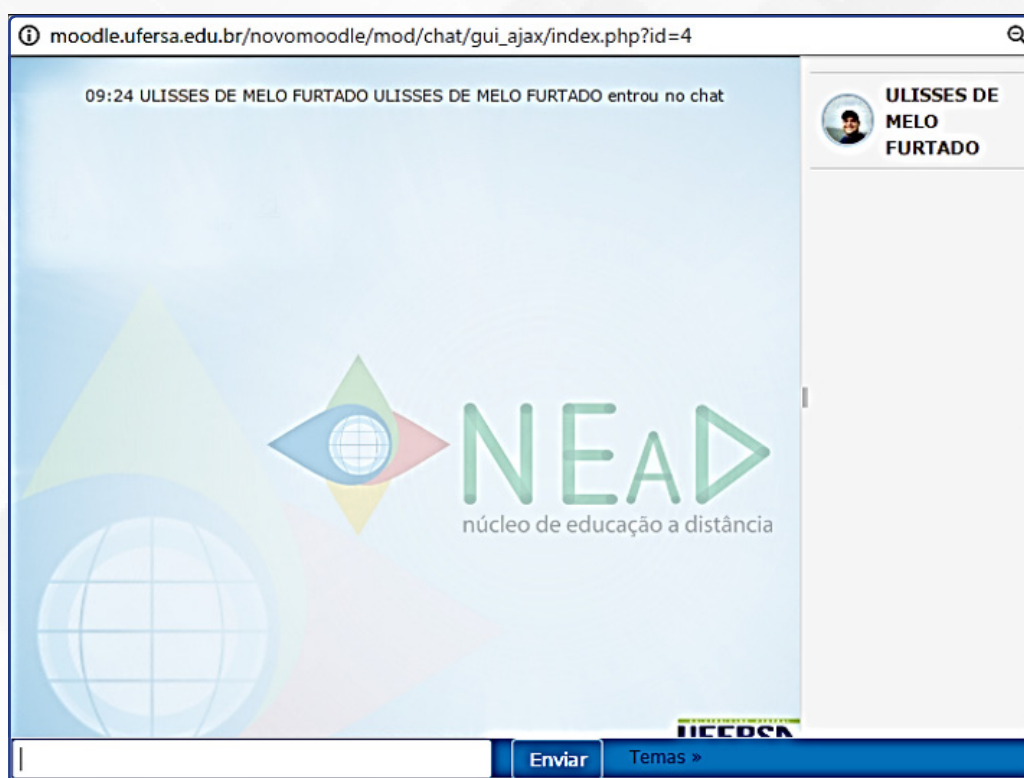 moodle.ufersa.edu.br/novomoodle/mod/chat/gui_ajax/index.php?id=4
09:24 ULISSES DE MELO FURTADO ULISSES DE MELO FURTADO entrou no chat
ULISSES DE
MELO
FURTADO
NEAD
núcleo de educação a distância
UFERSA
Enviar
Temas »